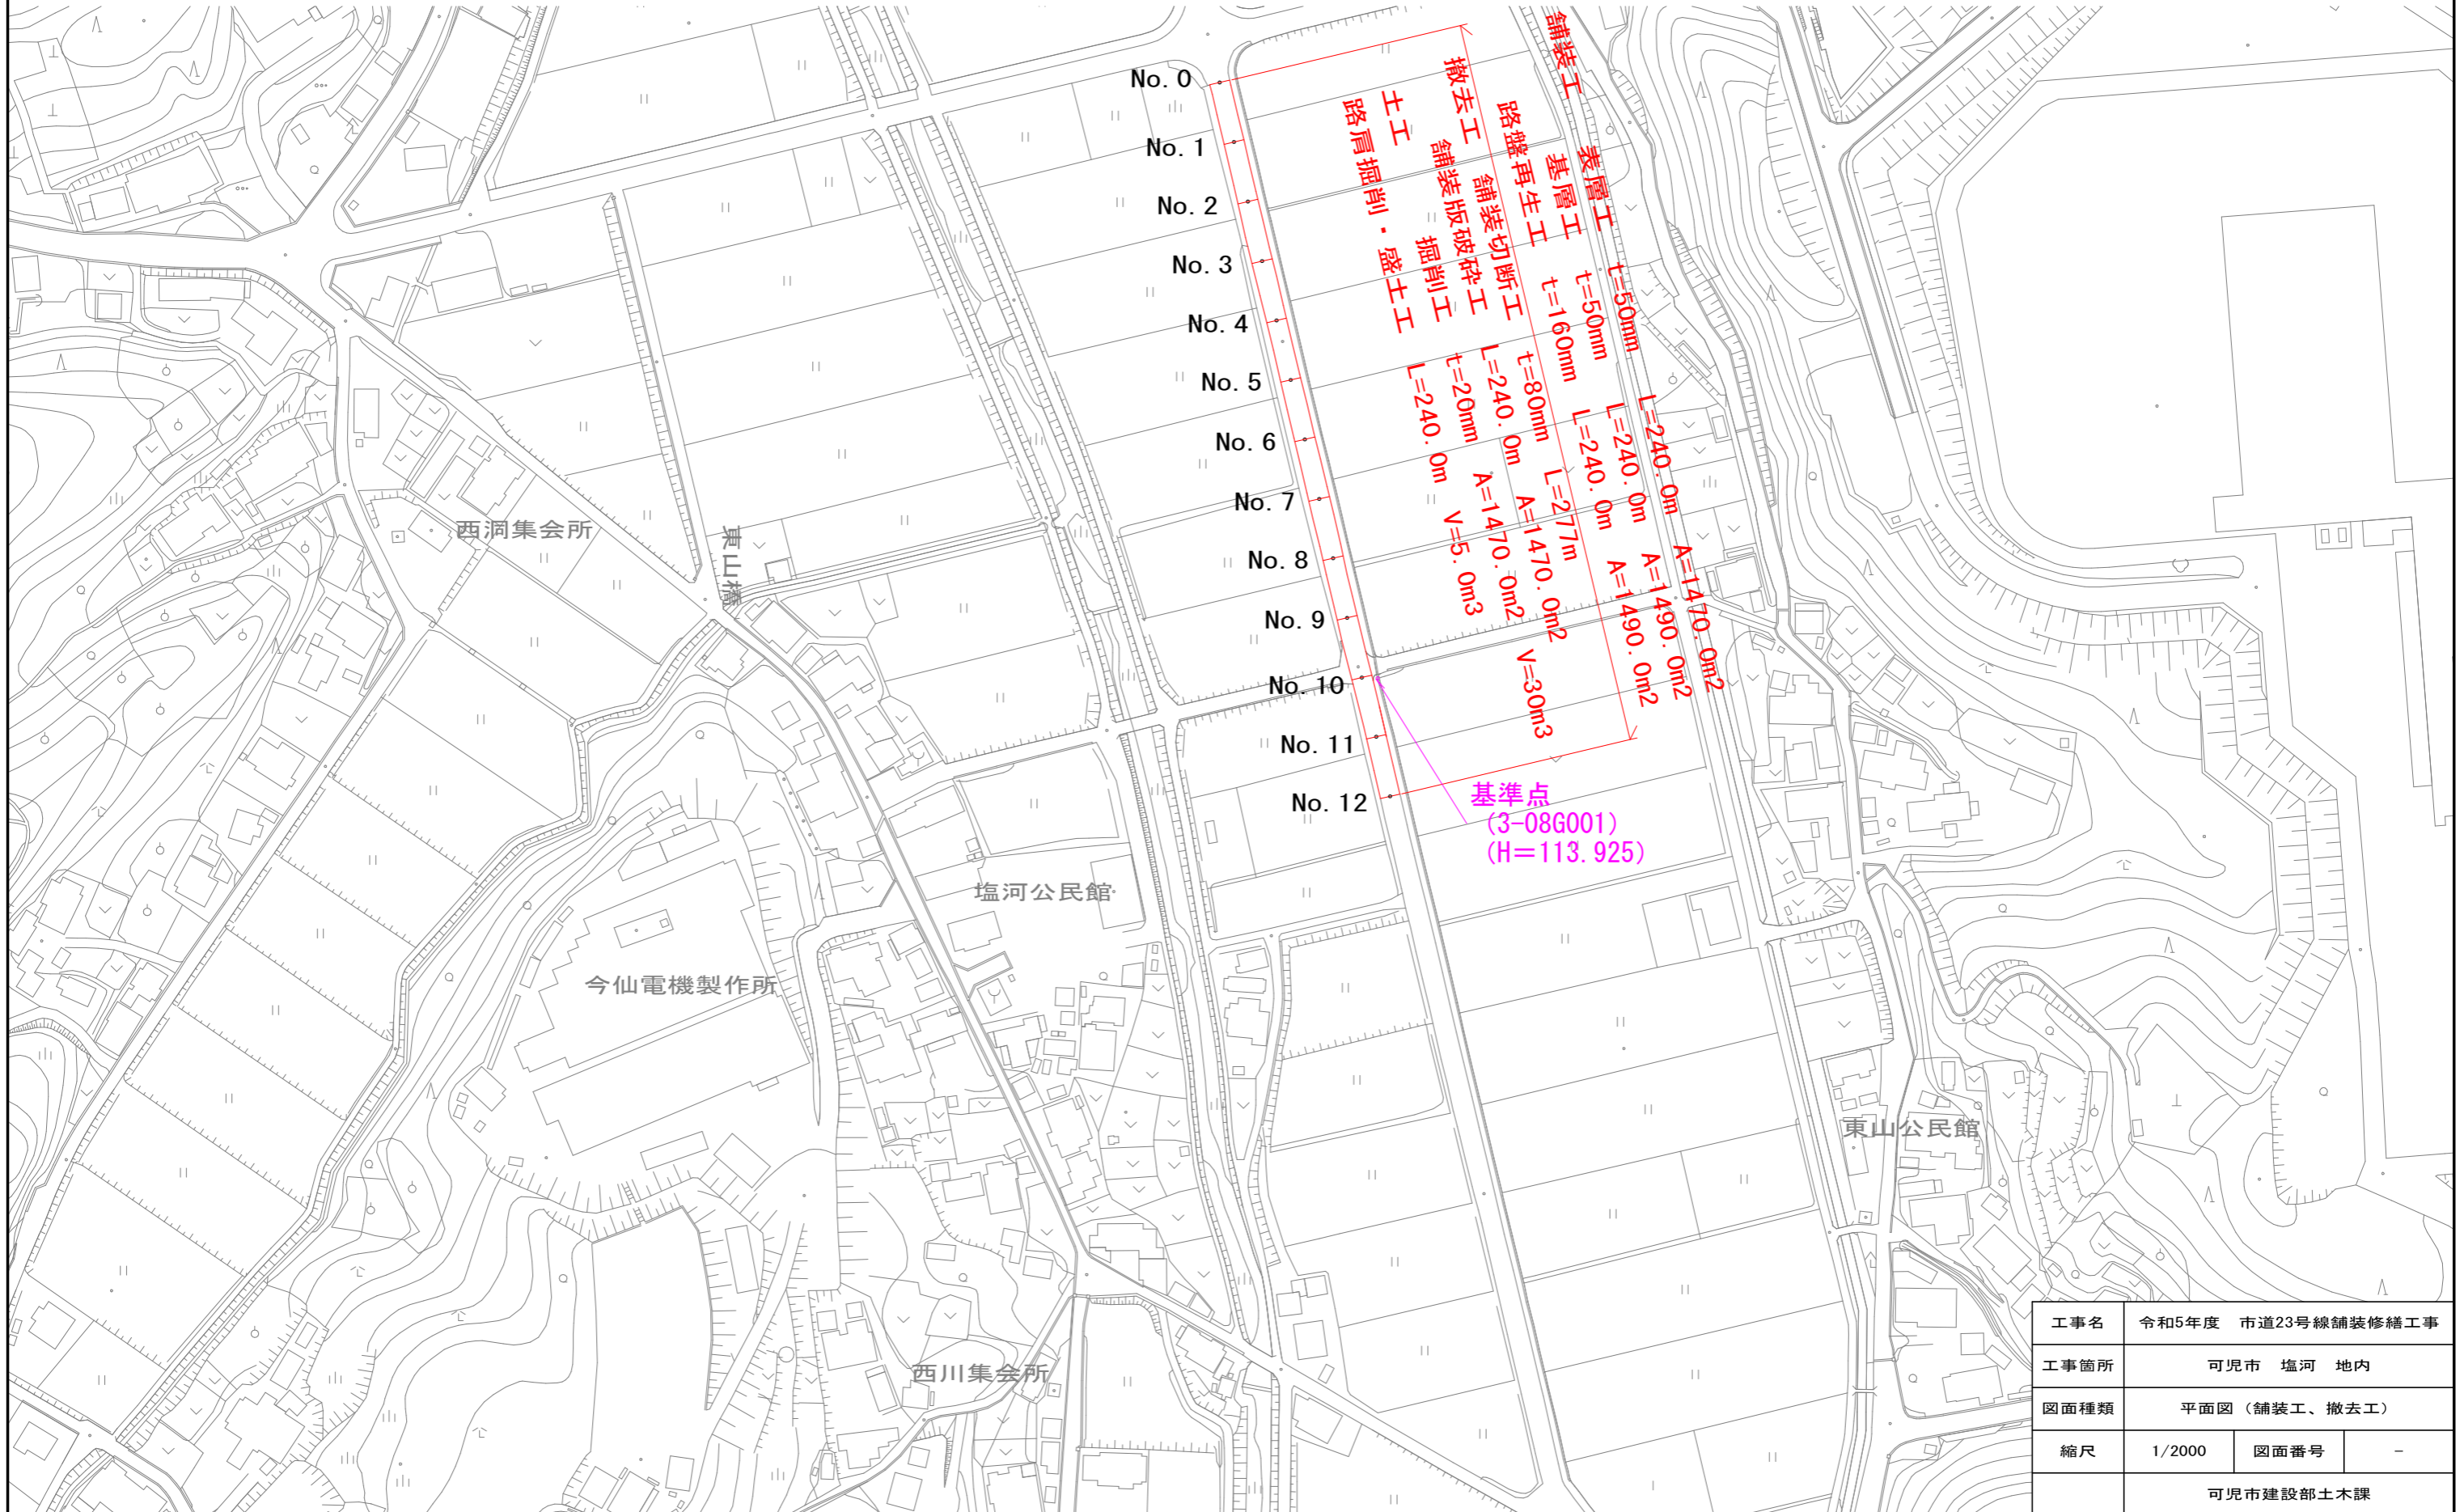 No. 0
No. 1
No. 2
No. 3
No. 4
No. 5
No. 6
No. 7
No. 8
No. 9
No. 10
No. 11
No. 12
舗装工 表層工 t=50mm L=240.0m A=1470.0m2
基層工 t=50mm L=240.0m A=1490.0m2
路盤再生工 t=160mm L=240.0m A=1490.0m2
撤去工 舗装切断工 t=80mm L=277m
舗装版破砕工 L=240.0m A=1470.0m2
土工 掘削工 t=20mm A=1470.0m2 V=30m3
路肩掘削・盛土工 L=240.0m V=5.0m3
基準点
(3-08G001)
(H＝113.925)
西洞集会所
東山橋
塩河公民館
今仙電機製作所
東山公民館
西川集会所
工事名 令和5年度 市道23号線舗装修繕工事
工事箇所 可児市 塩河 地内
図面種類 平面図（舗装工、撤去工）
縮尺 1/2000 図面番号 -
可児市建設部土木課